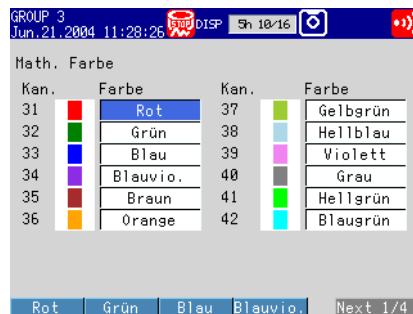 GROUP 3
Jun.21.2004 11:28:26 STOP DISP 5h 10/16
Math. Farbe
Kan. Farbe Kan. Farbe
31 Rot 37 Gelbgrün
32 Grün 38 Hellblau
33 Blau 39 Violett
34 Blauvio. 40 Grau
35 Braun 41 Hellgrün
36 Orange 42 Blaugrün
Rot Grün Blau Blauvio. Next 1/4